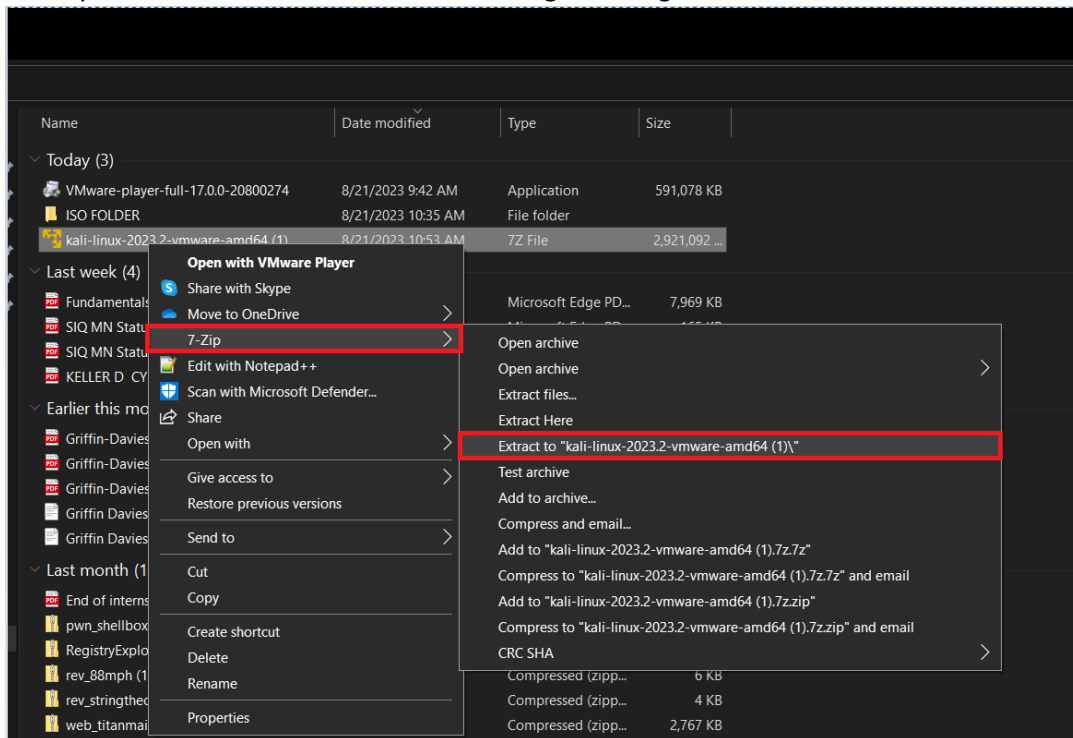 Name Date modified Type Size
Today (3)
VMware-player-full-17.0.0-20800274 8/21/2023 9:42 AM Application 591,078 KB
ISO FOLDER 8/21/2023 10:35 AM File folder
kali-linux-2023.2-vmware-amd64 (1) 8/21/2023 10:53 AM 7Z File 2,921,092 ...
Last week (4)
Fundamentals Microsoft Edge PD... 7,969 KB
SIQ MN Statu
SIQ MN Statu
KELLER D CY
Earlier this mo
Griffin-Davies
Griffin-Davies
Griffin-Davies
Griffin Davies
Griffin Davies
Last month (1
End of interns
pwn_shellbox
RegistryExplo
rev_88mph (1 Compressed (zipp... 6 KB
rev_stringthec Compressed (zipp... 4 KB
web_titanmai Compressed (zipp... 2,767 KB
Open with VMware Player
Share with Skype
Move to OneDrive
7-Zip
Edit with Notepad++
Scan with Microsoft Defender...
Share
Open with
Give access to
Restore previous versions
Send to
Cut
Copy
Create shortcut
Delete
Rename
Properties
Open archive
Open archive
Extract files...
Extract Here
Extract to "kali-linux-2023.2-vmware-amd64 (1)\"
Test archive
Add to archive...
Compress and email...
Add to "kali-linux-2023.2-vmware-amd64 (1).7z.7z"
Compress to "kali-linux-2023.2-vmware-amd64 (1).7z.7z" and email
Add to "kali-linux-2023.2-vmware-amd64 (1).7z.zip"
Compress to "kali-linux-2023.2-vmware-amd64 (1).7z.zip" and email
CRC SHA